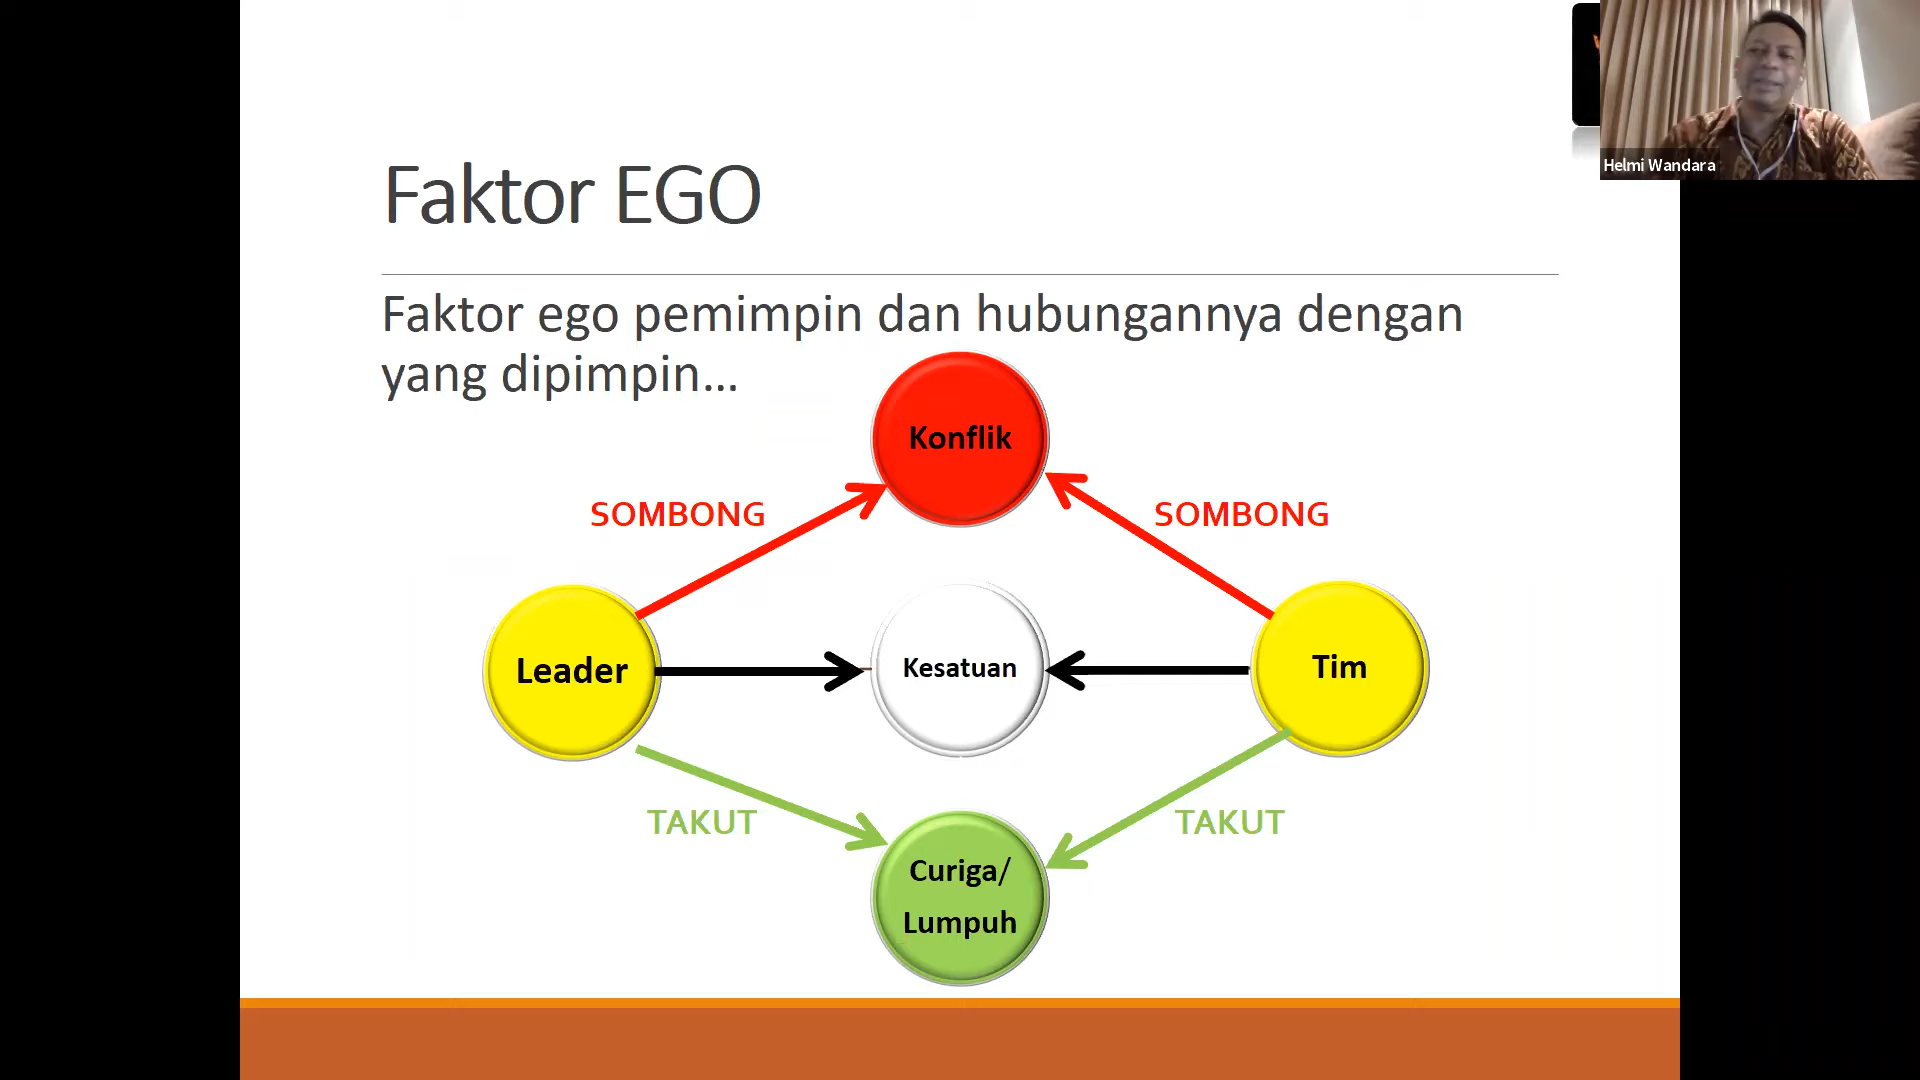 Helmi Wandara
Faktor EGO
Faktor ego pemimpin dan hubungannya dengan
yang dipimpin...
Konflik
SOMBONG
SOMBONG
Leader
Kesatuan
Tim
TAKUT
TAKUT
Curiga/
Lumpuh